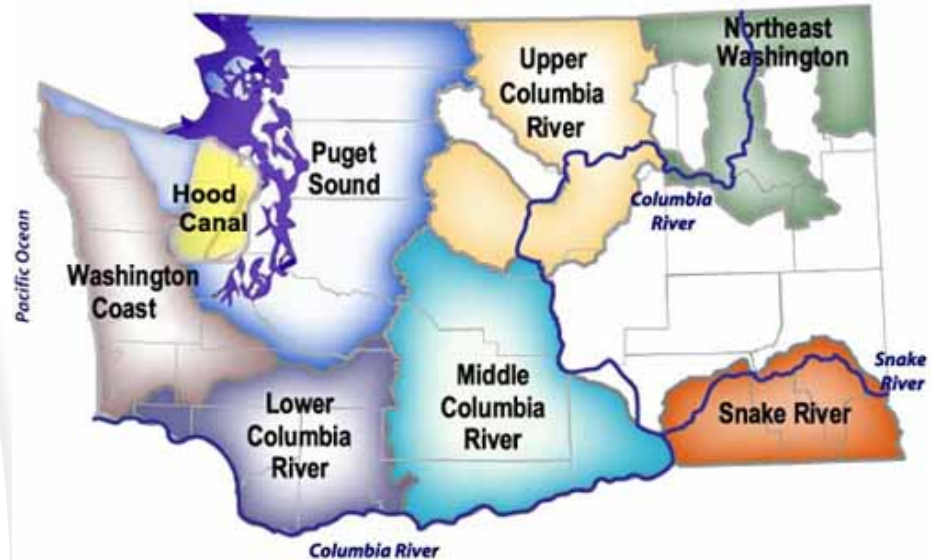 Northeast
Washington
Upper
Columbia
River
Puget
Sound
Hood
Canal
Columbia
River
Pacific Ocean
Washington
Coast
Snake
River
Middle
Columbia
River
Lower
Columbia
River
Snake River
Columbia River